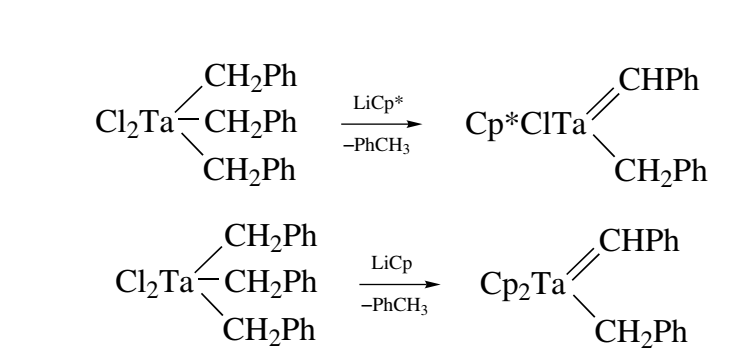 CH₂Ph
Cl₂Ta CH₂Ph
CH₂Ph
LiCp*
–PhCH₃
CHPh
Cp*ClTa
CH₂Ph
CH₂Ph
Cl₂Ta CH₂Ph
CH₂Ph
LiCp
–PhCH₃
CHPh
Cp₂Ta
CH₂Ph